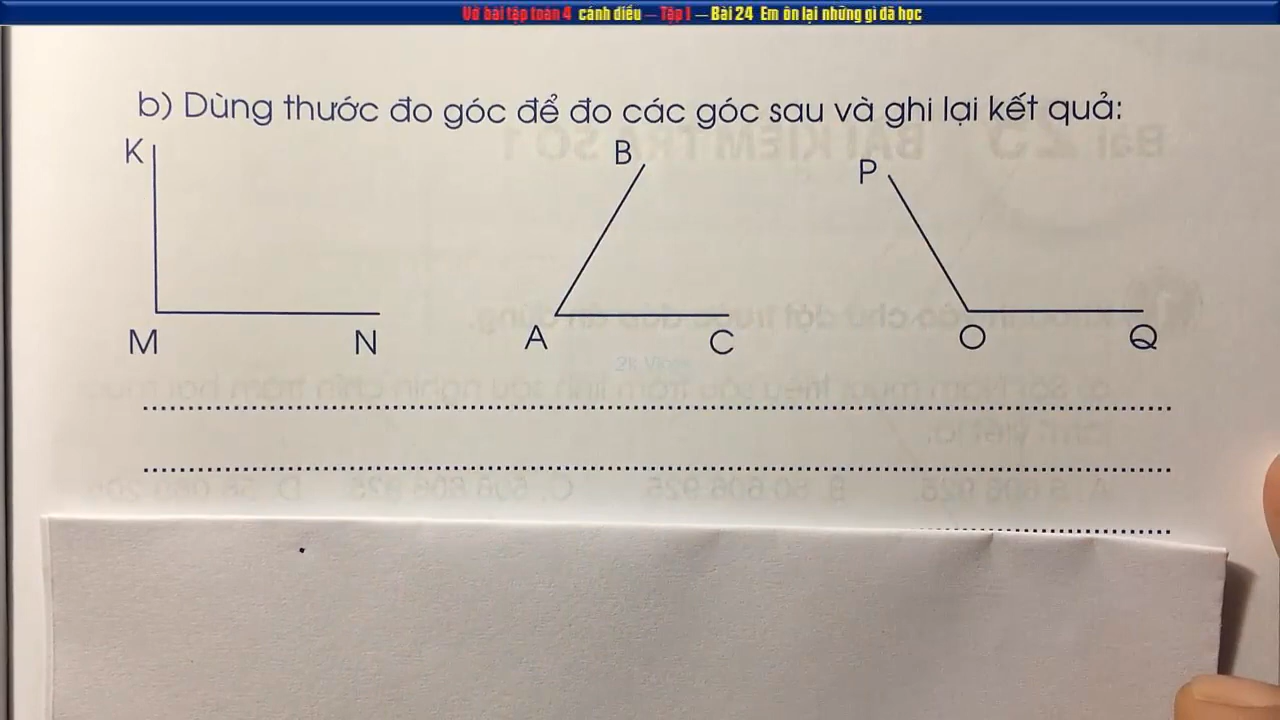 Vở bài tập toán 4 cánh diều – Tập 1 – Bài 24 Em ôn lại những gì đã học
b) Dùng thước đo góc để đo các góc sau và ghi lại kết quả:
K B P
M N A C O Q